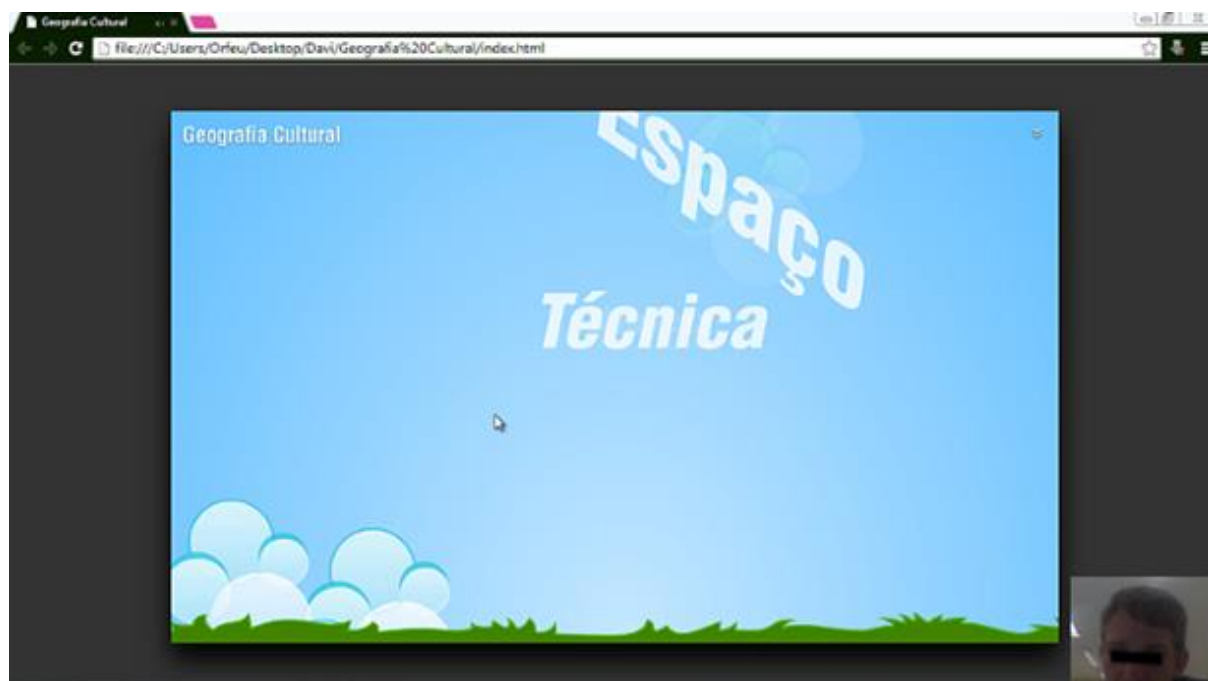 Geografia Cultural
file:///C:/Users/Orfeu/Desktop/Davi/Geografia%20Cultural/index.html
Geografia Cultural
Espaço
Técnica